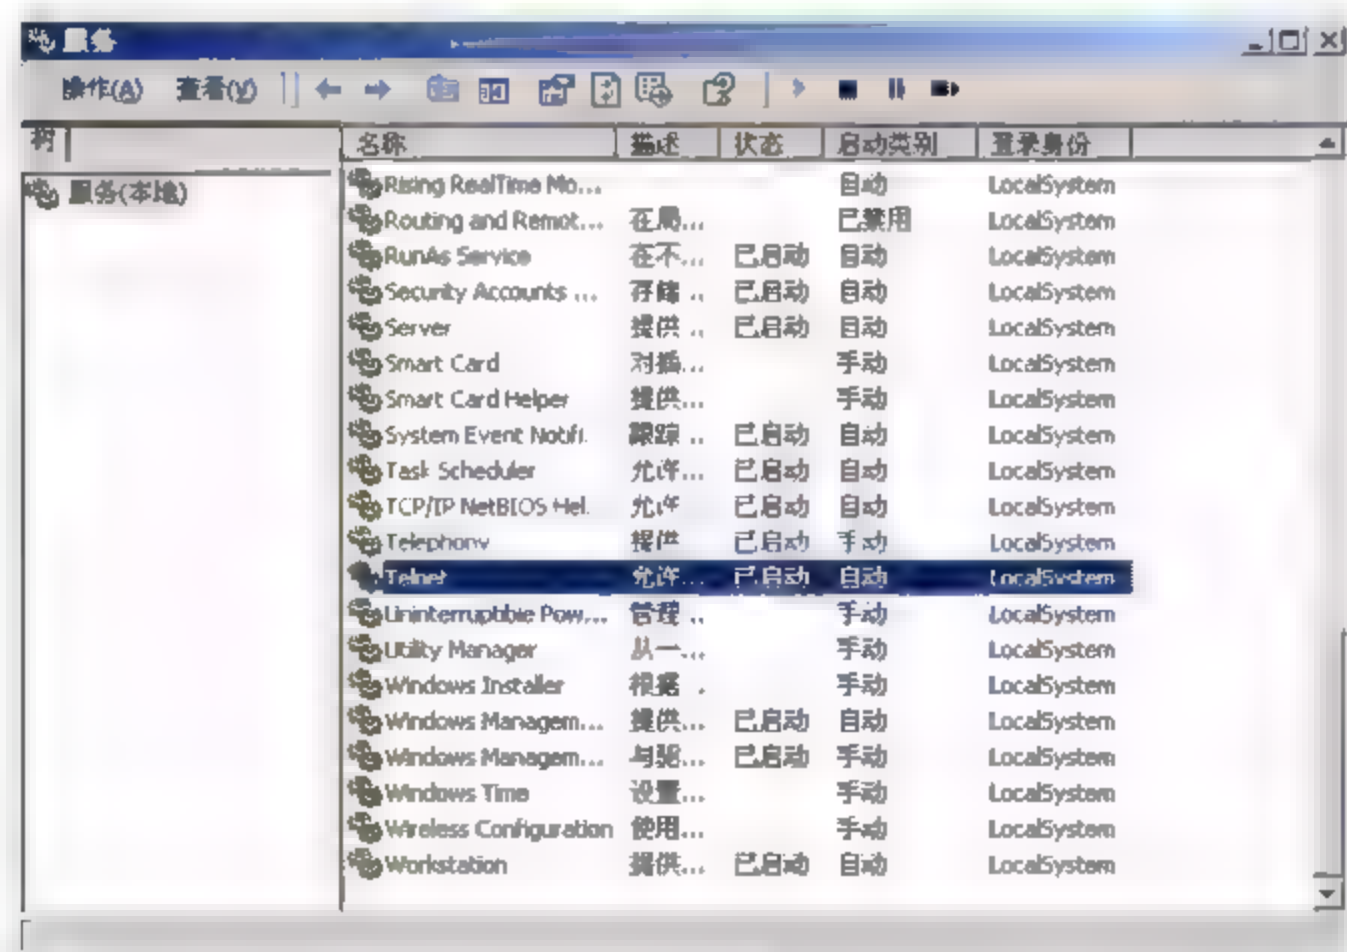 服务
操作(A) 查看(V)
树
名称 描述 状态 启动类别 登录身份
服务(本地)
Rising RealTime Mo... 自动 LocalSystem
Routing and Remot... 在局... 已禁用 LocalSystem
RunAs Service 在不... 已启动 自动 LocalSystem
Security Accounts ... 存储 .. 已启动 自动 LocalSystem
Server 提供 .. 已启动 自动 LocalSystem
Smart Card 对插... 手动 LocalSystem
Smart Card Helper 提供... 手动 LocalSystem
System Event Notifi. 跟踪 .. 已启动 自动 LocalSystem
Task Scheduler 允许... 已启动 自动 LocalSystem
TCP/IP NetBIOS Hel. 允许 已启动 自动 LocalSystem
Telephony 提供 已启动 手动 LocalSystem
Telnet 允许... 已启动 自动 LocalSystem
Uninterruptible Pow... 管理 .. 手动 LocalSystem
Utility Manager 从一... 手动 LocalSystem
Windows Installer 根据 . 手动 LocalSystem
Windows Managem... 提供... 已启动 自动 LocalSystem
Windows Managem... 与驱... 已启动 手动 LocalSystem
Windows Time 设置... 手动 LocalSystem
Wireless Configuration 使用... 手动 LocalSystem
Workstation 提供... 已启动 自动 LocalSystem